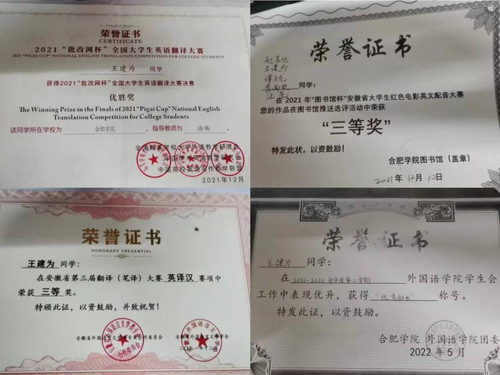 荣誉证书
CERTIFICATE
2021“批改网杯”全国大学生英语翻译大赛
2021 "PIGAI CUP" NATIONAL ENGLISH TRANSLATION COMPETITION FOR COLLEGE STUDENTS
王建为 同学
获得2021“批改网杯”全国大学生英语翻译大赛决赛
优胜奖
The Winning Prize in the Finals of 2021 "Pigai Cup" National English
Translation Competition for College Students
该同学所在学校为 合肥学院 , 指导教师为
2021年12月
荣誉证书
王建为
同学:
在 2021 年“图书馆杯”安徽省大学生红色电影英文配音大赛
您的作品在图书馆推送选评活动中荣获
“三等奖”
特发此状,以资鼓励!
合肥学院图书馆(盖章)
2021年12月10日
荣誉证书
HONORARY CREDENTIAL
王建为 同学:
在安徽省第三届翻译(笔译)大赛 英译汉 赛项中
荣获 三等 奖。
特颁此证,以资鼓励,并致祝贺!
荣誉证书
王建为 同学:
在 2021-2022 外国语学院学生会
工作中表现优异,获得 称号。
特发此证,以资鼓励。
合肥学院 外国语学院团委
2022 年 5月